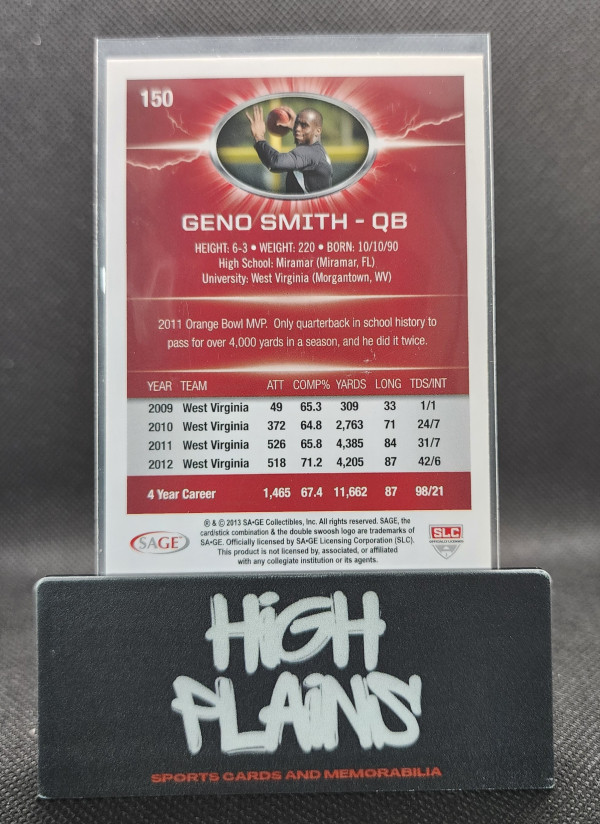 150
GENO SMITH - QB
HEIGHT: 6-3 • WEIGHT: 220 • BORN: 10/10/90
High School: Miramar (Miramar, FL)
University: West Virginia (Morgantown, WV)
2011 Orange Bowl MVP. Only quarterback in school history to
pass for over 4,000 yards in a season, and he did it twice.
YEAR TEAM ATT COMP% YARDS LONG TDS/INT
2009 West Virginia 49 65.3 309 33 1/1
2010 West Virginia 372 64.8 2,763 71 24/7
2011 West Virginia 526 65.8 4,385 84 31/7
2012 West Virginia 518 71.2 4,205 87 42/6
4 Year Career 1,465 67.4 11,662 87 98/21
® & © 2013 SA•GE Collectibles, Inc. All rights reserved. SAGE, the
card/stick combination & the double swoosh logo are trademarks of
SA•GE. Officially licensed by SA•GE Licensing Corporation (SLC).
This product is not licensed by, associated, or affiliated
with any collegiate institution or its agents.
SAGE
SLC
OFFICIALLY LICENSED
HiGH
PLAiNS
SPORTS CARDS AND MEMORABILIA